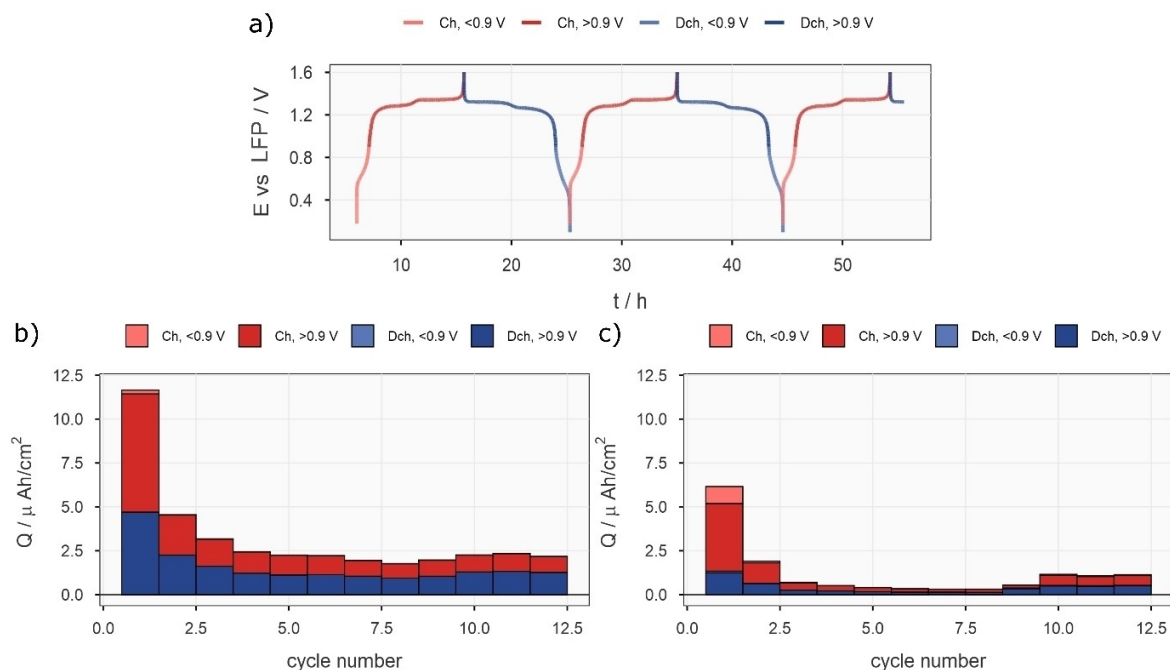 a)
Ch, <0.9 V Ch, >0.9 V Dch, <0.9 V Dch, >0.9 V
E vs LFP / V
1.6
1.2
0.8
0.4
10 20 30 40 50
t / h
b)
Ch, <0.9 V Ch, >0.9 V Dch, <0.9 V Dch, >0.9 V
Q / μ Ah/cm²
12.5
10.0
7.5
5.0
2.5
0.0
0.0 2.5 5.0 7.5 10.0 12.5
cycle number
c)
Ch, <0.9 V Ch, >0.9 V Dch, <0.9 V Dch, >0.9 V
Q / μ Ah/cm²
12.5
10.0
7.5
5.0
2.5
0.0
0.0 2.5 5.0 7.5 10.0 12.5
cycle number